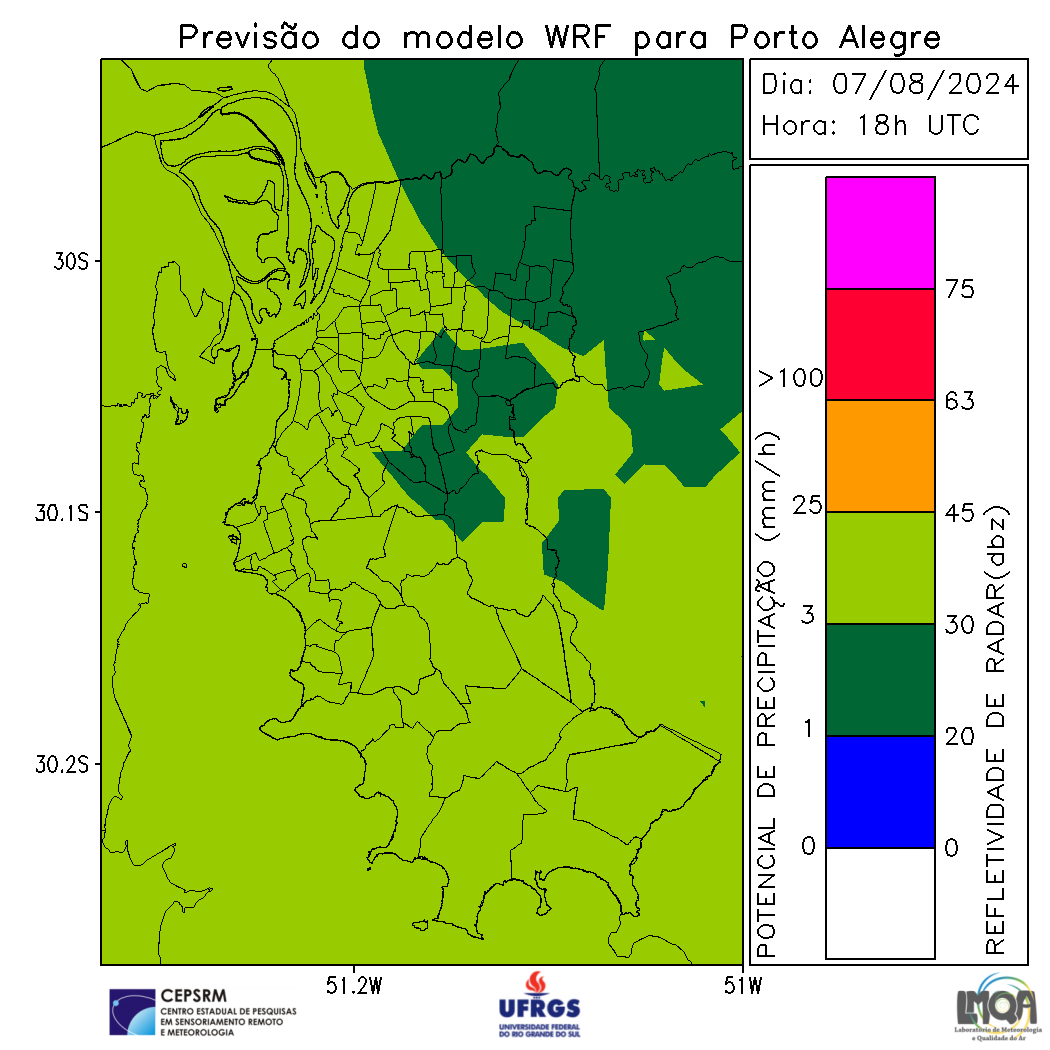 Previsão do modelo WRF para Porto Alegre
Dia: 07/08/2024
Hora: 18h UTC
30S
30.1S
30.2S
51.2W
51W
POTENCIAL DE PRECIPITAÇÃO (mm/h)
>100
25
3
1
0
75
63
45
30
20
0
REFLETIVIDADE DE RADAR(dbz)
CEPSRM
CENTRO ESTADUAL DE PESQUISAS
EM SENSORIAMENTO REMOTO
E METEOROLOGIA
UFRGS
UNIVERSIDADE FEDERAL
DO RIO GRANDE DO SUL
LMQA
Laboratório de Meteorologia
e Qualidade do Ar